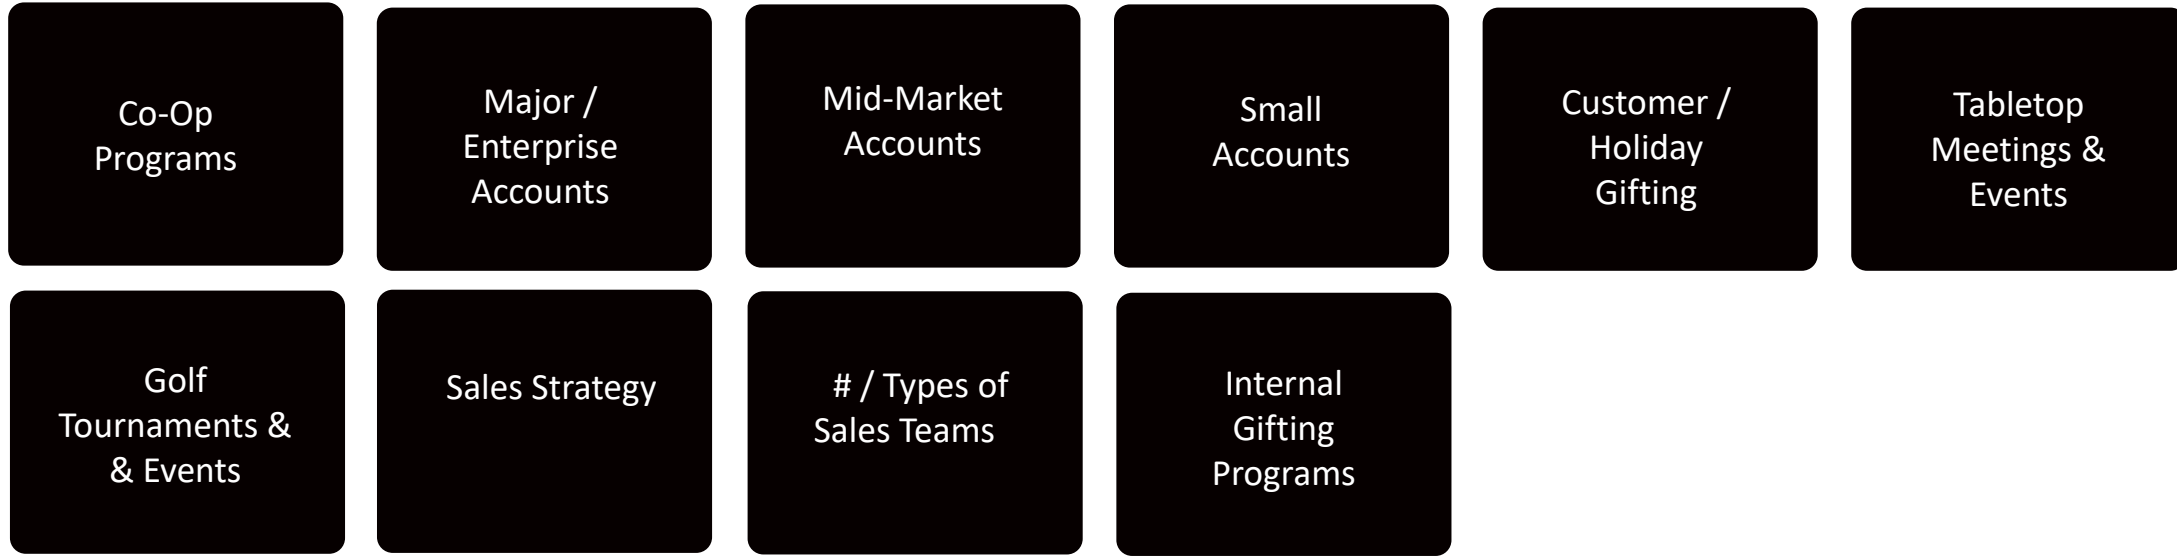 Co-Op
Programs
Major /
Enterprise
Accounts
Mid-Market
Accounts
Small
Accounts
Customer /
Holiday
Gifting
Tabletop
Meetings &
Events
Golf
Tournaments &
& Events
Sales Strategy
# / Types of
Sales Teams
Internal
Gifting
Programs